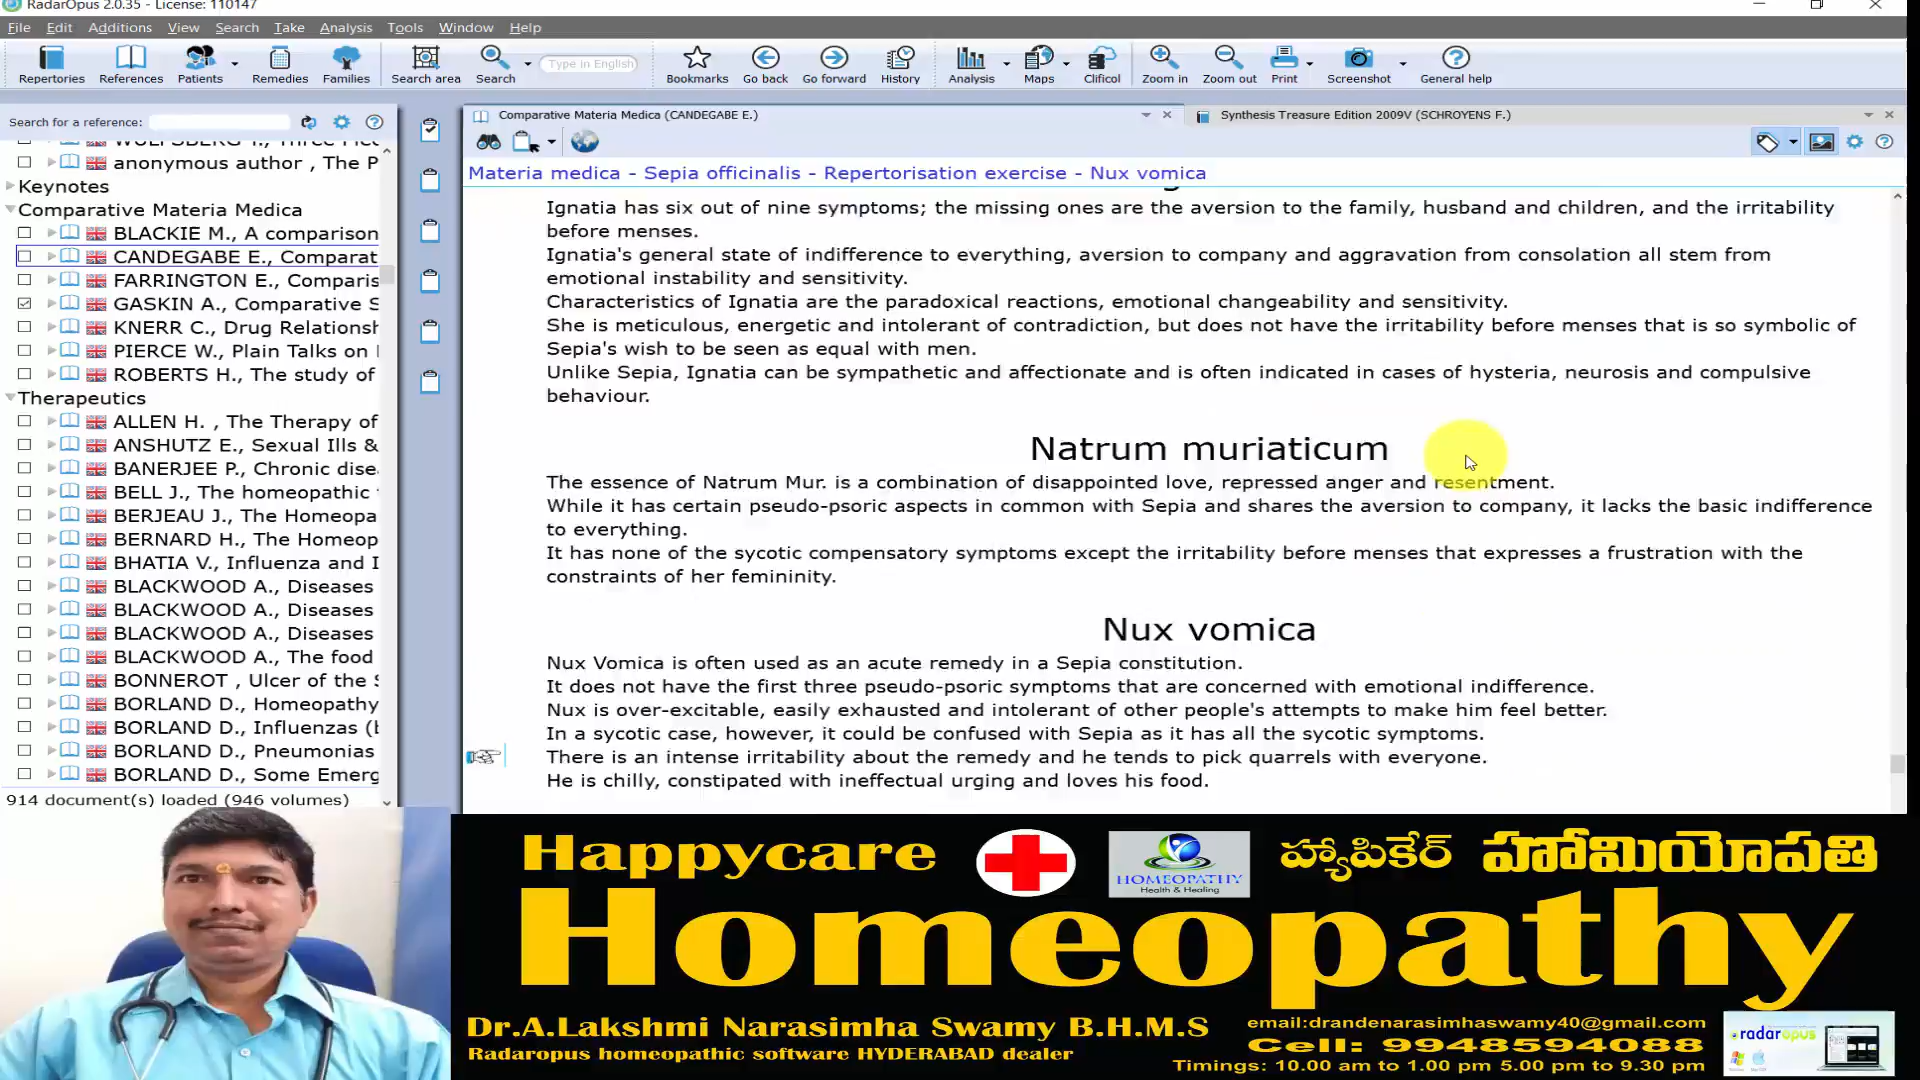 RadarOpus 2.0.35 - License: 110147
File Edit Additions View Search Take Analysis Tools Window Help
Repertories References Patients Remedies Families Search area Search Type in English Bookmarks Go back Go forward History Analysis Maps Clificol Zoom in Zoom out Print Screenshot General help
Search for a reference:
Comparative Materia Medica (CANDEGABE E.)
Synthesis Treasure Edition 2009V (SCHROYENS F.)
anonymous author , The P
Keynotes
Comparative Materia Medica
BLACKIE M., A comparison
CANDEGABE E., Comparat
FARRINGTON E., Comparis
GASKIN A., Comparative S
KNERR C., Drug Relationsh
PIERCE W., Plain Talks on
ROBERTS H., The study of
Therapeutics
ALLEN H. , The Therapy of
ANSHUTZ E., Sexual Ills &
BANERJEE P., Chronic dise
BELL J., The homeopathic
BERJEAU J., The Homeopa
BERNARD H., The Homeop
BHATIA V., Influenza and I
BLACKWOOD A., Diseases
BLACKWOOD A., Diseases
BLACKWOOD A., Diseases
BLACKWOOD A., The food
BONNEROT , Ulcer of the S
BORLAND D., Homeopathy
BORLAND D., Influenzas (b
BORLAND D., Pneumonias
BORLAND D., Some Emerg
914 document(s) loaded (946 volumes)
Materia medica - Sepia officinalis - Repertorisation exercise - Nux vomica
Ignatia has six out of nine symptoms; the missing ones are the aversion to the family, husband and children, and the irritability
before menses.
Ignatia's general state of indifference to everything, aversion to company and aggravation from consolation all stem from
emotional instability and sensitivity.
Characteristics of Ignatia are the paradoxical reactions, emotional changeability and sensitivity.
She is meticulous, energetic and intolerant of contradiction, but does not have the irritability before menses that is so symbolic of
Sepia's wish to be seen as equal with men.
Unlike Sepia, Ignatia can be sympathetic and affectionate and is often indicated in cases of hysteria, neurosis and compulsive
behaviour.
Natrum muriaticum
The essence of Natrum Mur. is a combination of disappointed love, repressed anger and resentment.
While it has certain pseudo-psoric aspects in common with Sepia and shares the aversion to company, it lacks the basic indifference
to everything.
It has none of the sycotic compensatory symptoms except the irritability before menses that expresses a frustration with the
constraints of her femininity.
Nux vomica
Nux Vomica is often used as an acute remedy in a Sepia constitution.
It does not have the first three pseudo-psoric symptoms that are concerned with emotional indifference.
Nux is over-excitable, easily exhausted and intolerant of other people's attempts to make him feel better.
In a sycotic case, however, it could be confused with Sepia as it has all the sycotic symptoms.
There is an intense irritability about the remedy and he tends to pick quarrels with everyone.
He is chilly, constipated with ineffectual urging and loves his food.
Happycare
HOMEOPATHY
Health & Healing
హ్యాపికేర్ హోమియోపతి
Homeopathy
Dr.A.Lakshmi Narasimha Swamy B.H.M.S
Radaropus homeopathic software HYDERABAD dealer
email:drandenarasimhaswamy40@gmail.com
Cell: 9948594088
Timings: 10.00 am to 1.00 pm 5.00 pm to 9.30 pm
radaropus